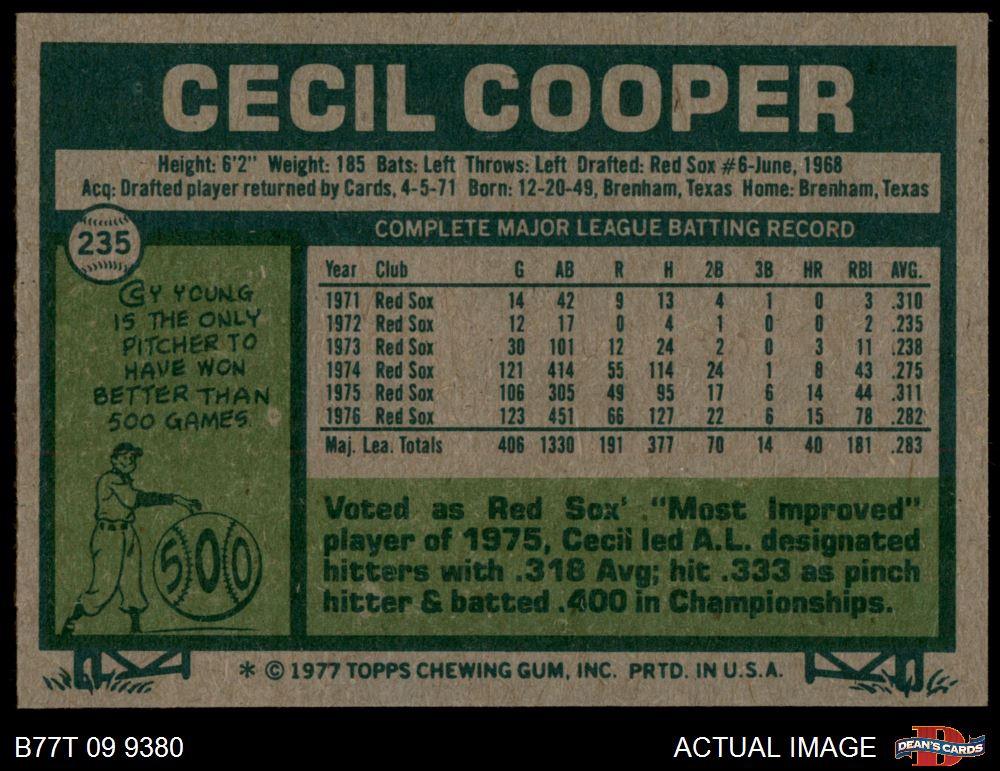 CECIL COOPER
Height: 6'2" Weight: 185 Bats: Left Throws: Left Drafted: Red Sox #6-June, 1968
Acq: Drafted player returned by Cards, 4-5-71 Born: 12-20-49, Brenham, Texas Home: Brenham, Texas
235
CY YOUNG
IS THE ONLY
PITCHER TO
HAVE WON
BETTER THAN
500 GAMES.
500
COMPLETE MAJOR LEAGUE BATTING RECORD
Year Club G AB R H 2B 3B HR RBI AVG.
1971 Red Sox 14 42 9 13 4 1 0 3 .310
1972 Red Sox 12 17 0 4 1 0 0 2 .235
1973 Red Sox 30 101 12 24 2 0 3 11 .238
1974 Red Sox 121 414 55 114 24 1 8 43 .275
1975 Red Sox 106 305 49 95 17 6 14 44 .311
1976 Red Sox 123 451 66 127 22 6 15 78 .282
Maj. Lea. Totals 406 1330 191 377 70 14 40 181 .283
Voted as Red Sox' "Most Improved"
player of 1975, Cecil led A.L. designated
hitters with .318 Avg; hit .333 as pinch
hitter & batted .400 in Championships.
* © 1977 TOPPS CHEWING GUM, INC. PRTD. IN U.S.A.
B77T 09 9380
ACTUAL IMAGE
DEAN'S CARDS